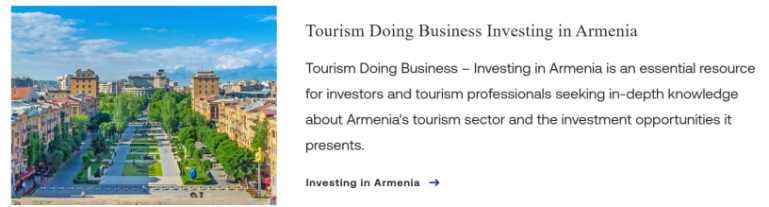 Tourism Doing Business Investing in Armenia
Tourism Doing Business – Investing in Armenia is an essential resource
for investors and tourism professionals seeking in-depth knowledge
about Armenia's tourism sector and the investment opportunities it
presents.
Investing in Armenia →